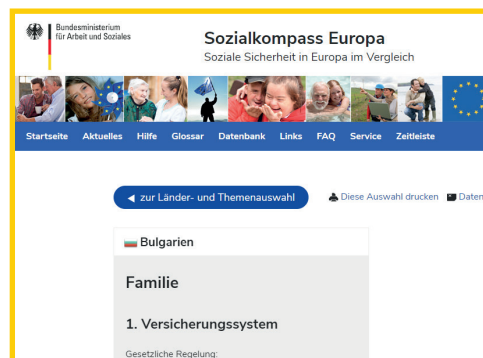 Bundesministerium
für Arbeit und Soziales
Sozialkompass Europa
Soziale Sicherheit in Europa im Vergleich
Startseite Aktuelles Hilfe Glossar Datenbank Links FAQ Service Zeitleiste
◄ zur Länder- und Themenauswahl Diese Auswahl drucken Daten
Bulgarien
Familie
1. Versicherungssystem
Gesetzliche Regelung: